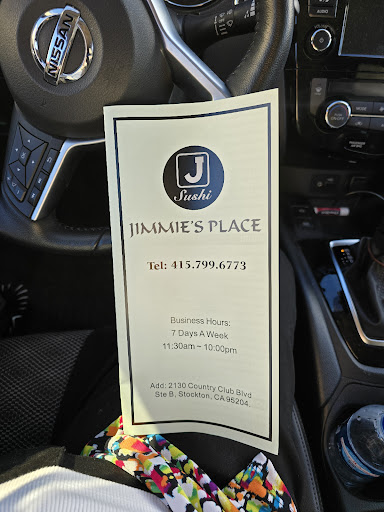 NISSAN
AUDIO
J
Sushi
JIMMIE'S PLACE
Tel: 415.799.6773
Business Hours:
7 Days A Week
11:30am – 10:00pm
Add: 2130 Country Club Blvd
Ste B, Stockton, CA 95204